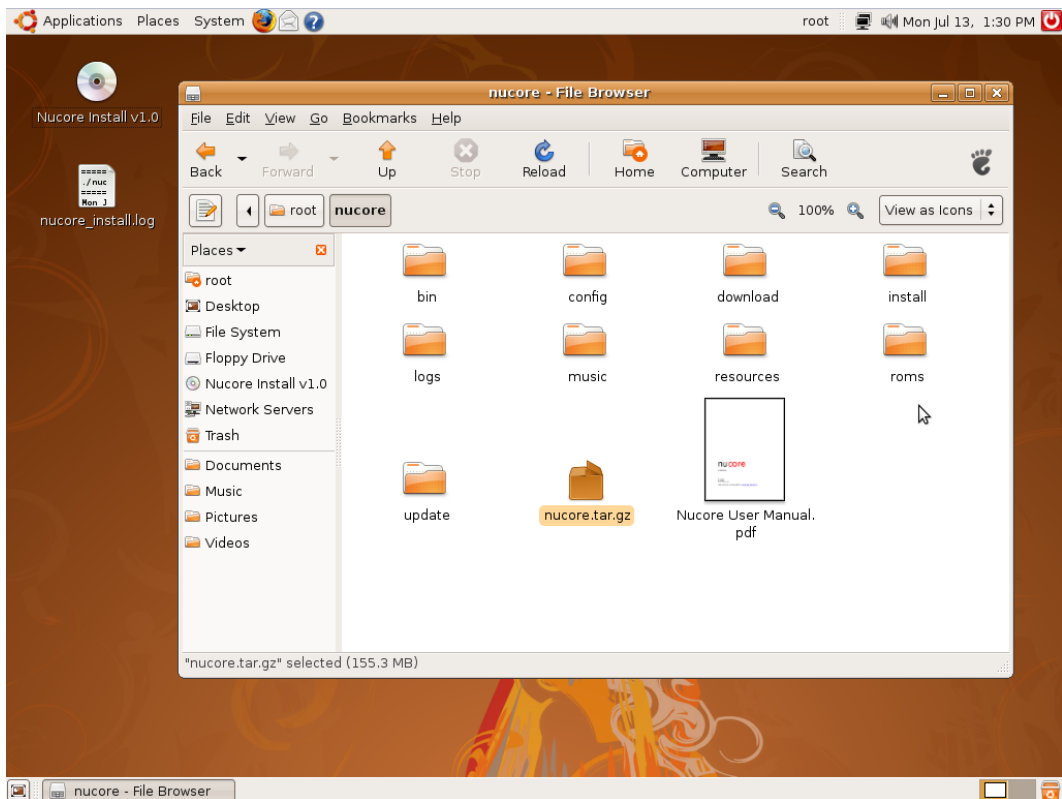 Applications Places System
root
Mon Jul 13, 1:30 PM
Nucore Install v1.0
=====
./nuc
=====
Mon J
nucore_install.log
nucore - File Browser
File Edit View Go Bookmarks Help
Back
Forward
Up
Stop
Reload
Home
Computer
Search
root
nucore
100%
View as Icons
Places
root
Desktop
File System
Floppy Drive
Nucore Install v1.0
Network Servers
Trash
Documents
Music
Pictures
Videos
bin
config
download
install
logs
music
resources
roms
update
nucore.tar.gz
nucore
Nucore User Manual.
pdf
"nucore.tar.gz" selected (155.3 MB)
nucore - File Browser